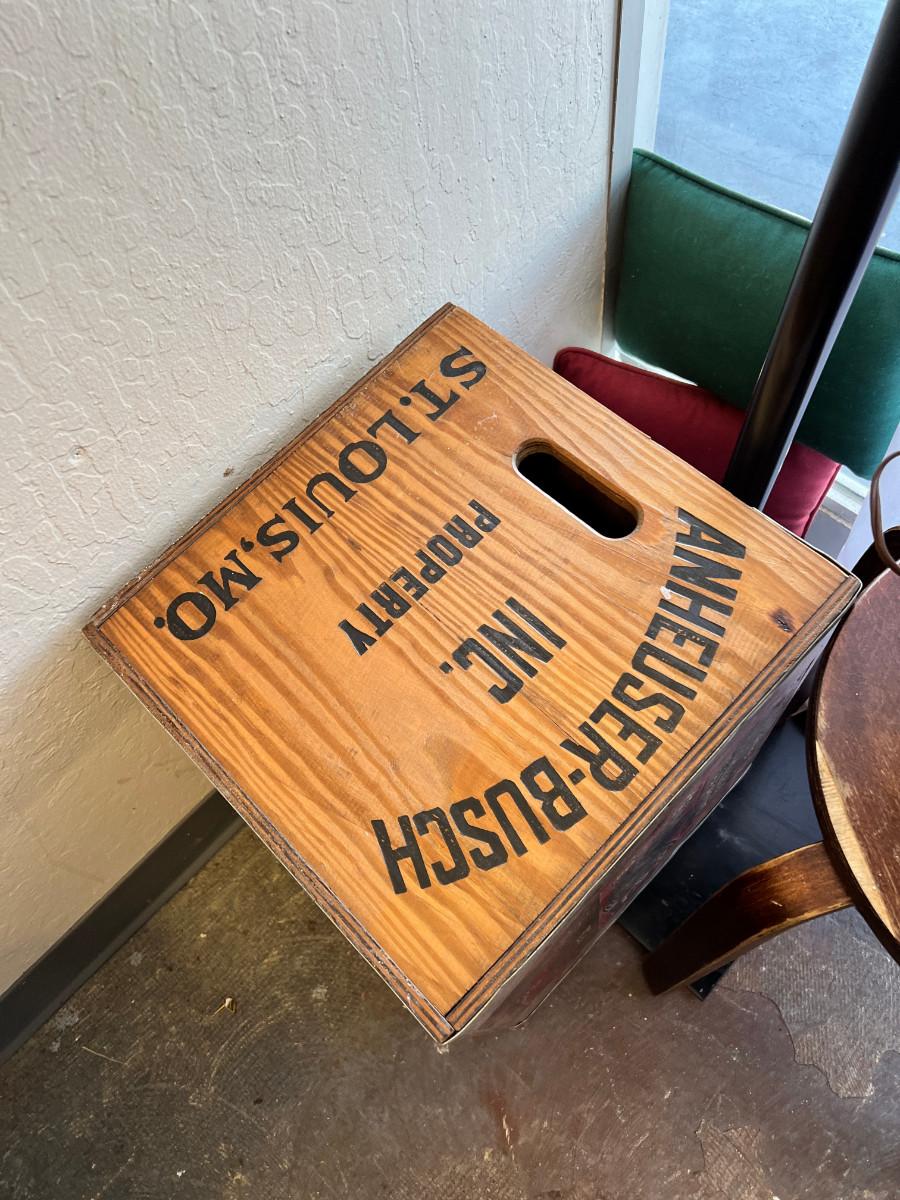 ANHEUSER-BUSCH
INC.
PROPERTY
ST. LOUIS, MO.